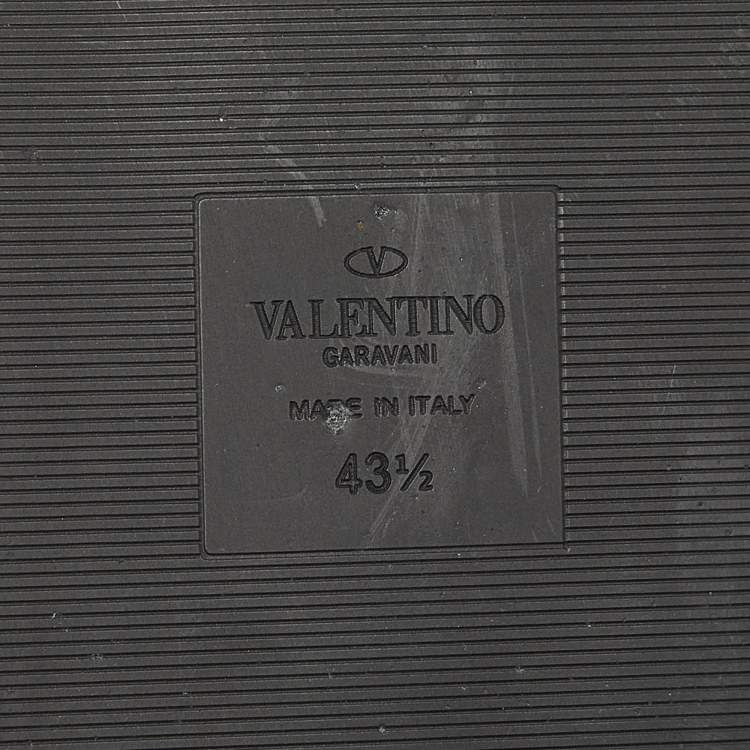 V
VALENTINO
GARAVANI
MADE IN ITALY
43½